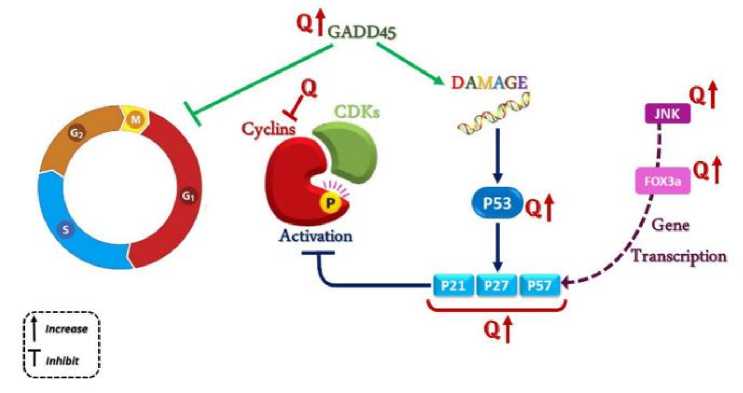 Q GADD45
DAMAGE
Q
CDKs
Cyclins
JNK Q
M
G2
G1
S
P
Activation
P53 Q
FOX3a Q
Gene
Transcription
P21 P27 P57
Q
Increase
Inhibit